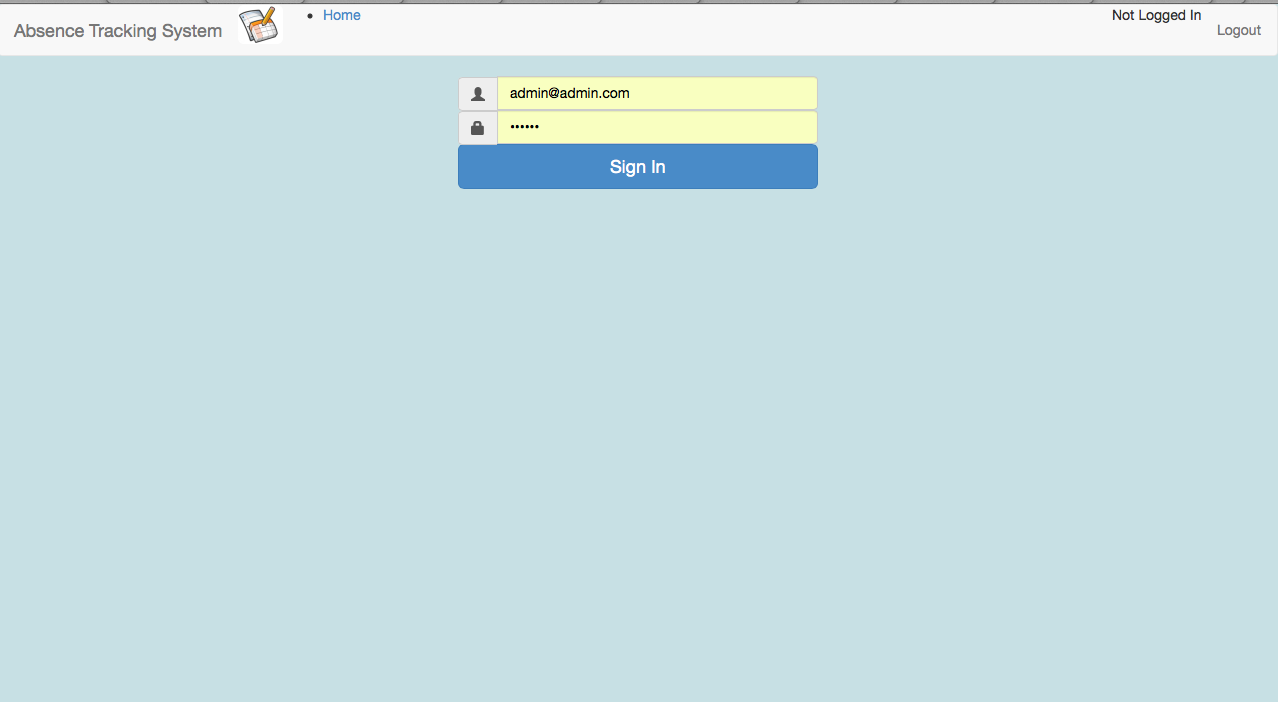 Absence Tracking System
Home
Not Logged In
Logout
admin@admin.com
••••••
Sign In